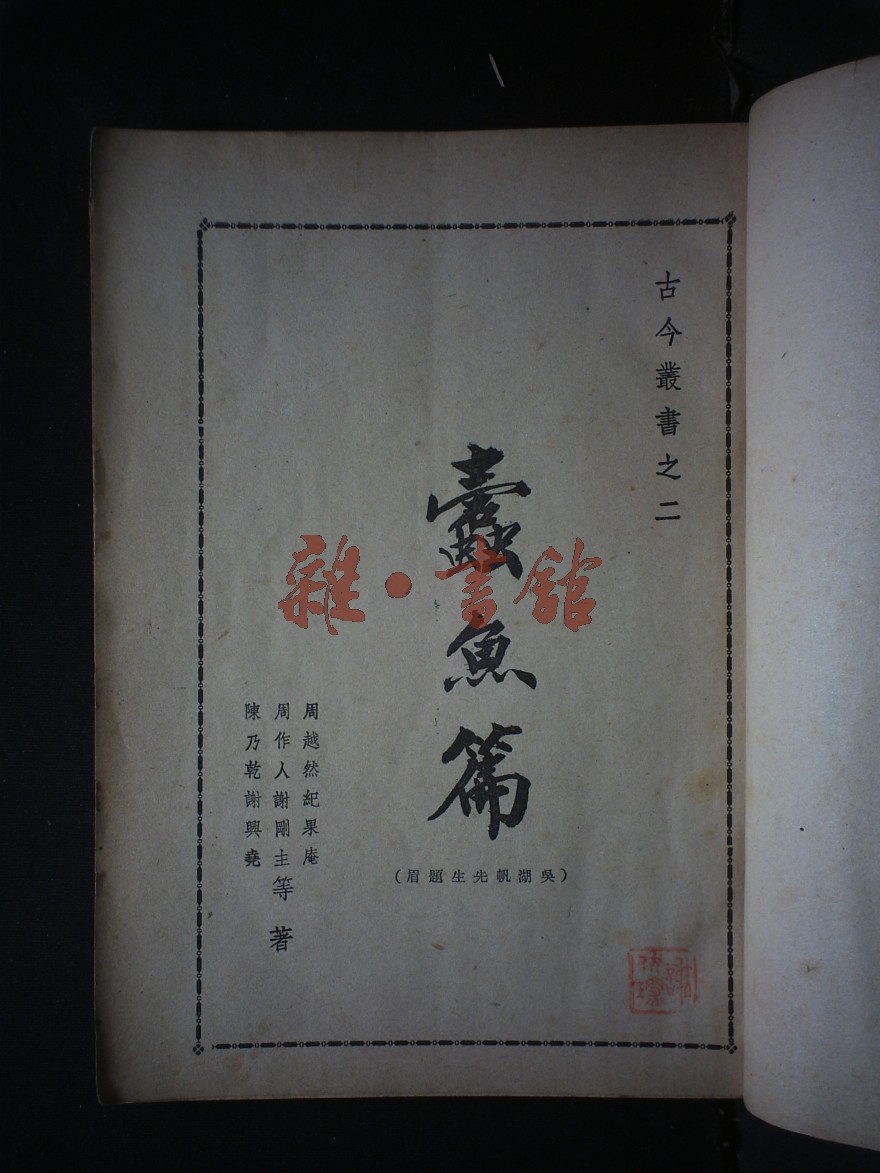 古今叢書之二
蠹魚篇
（吳湖帆先生題眉）
周越然紀果庵
周作人謝剛主等著
陳乃乾謝興堯
雜·書館